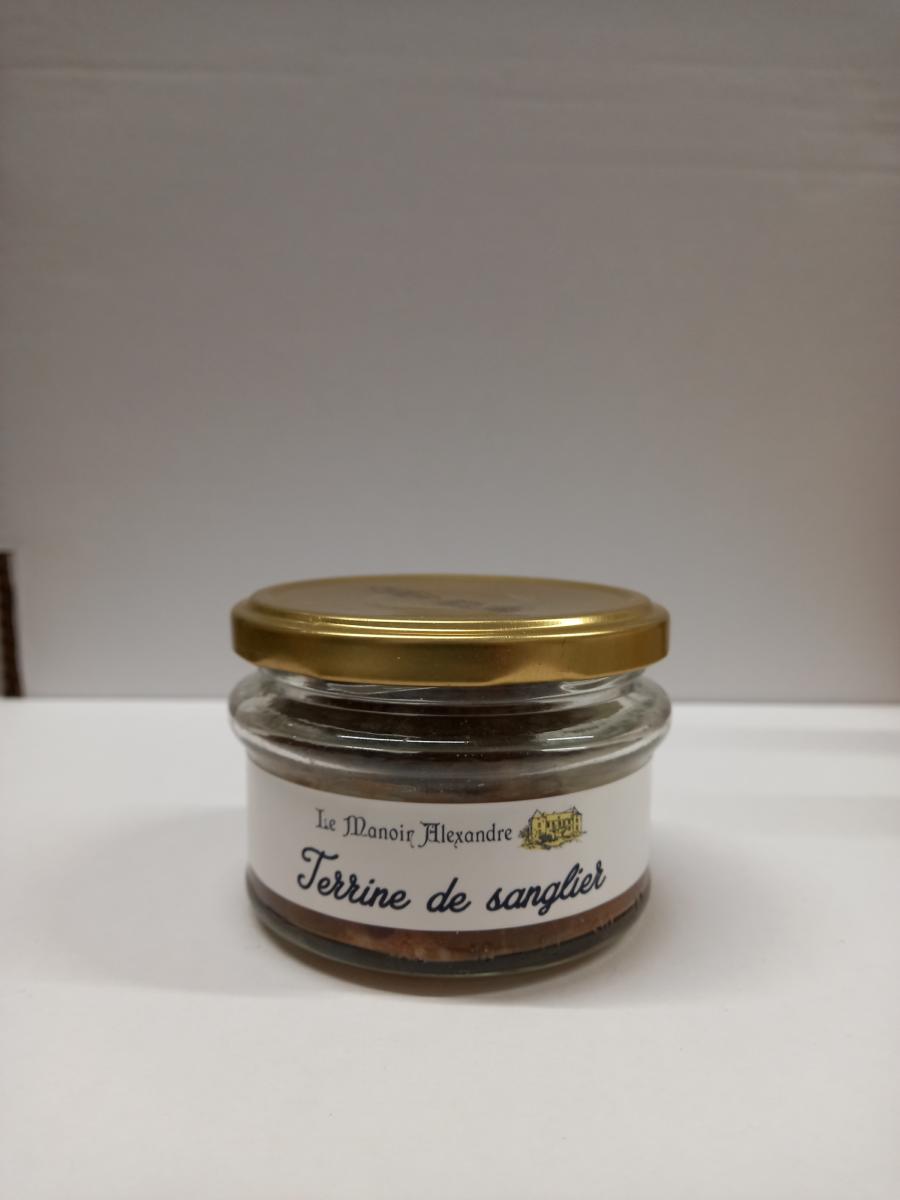 Le Manoir Alexandre
Terrine de sanglier